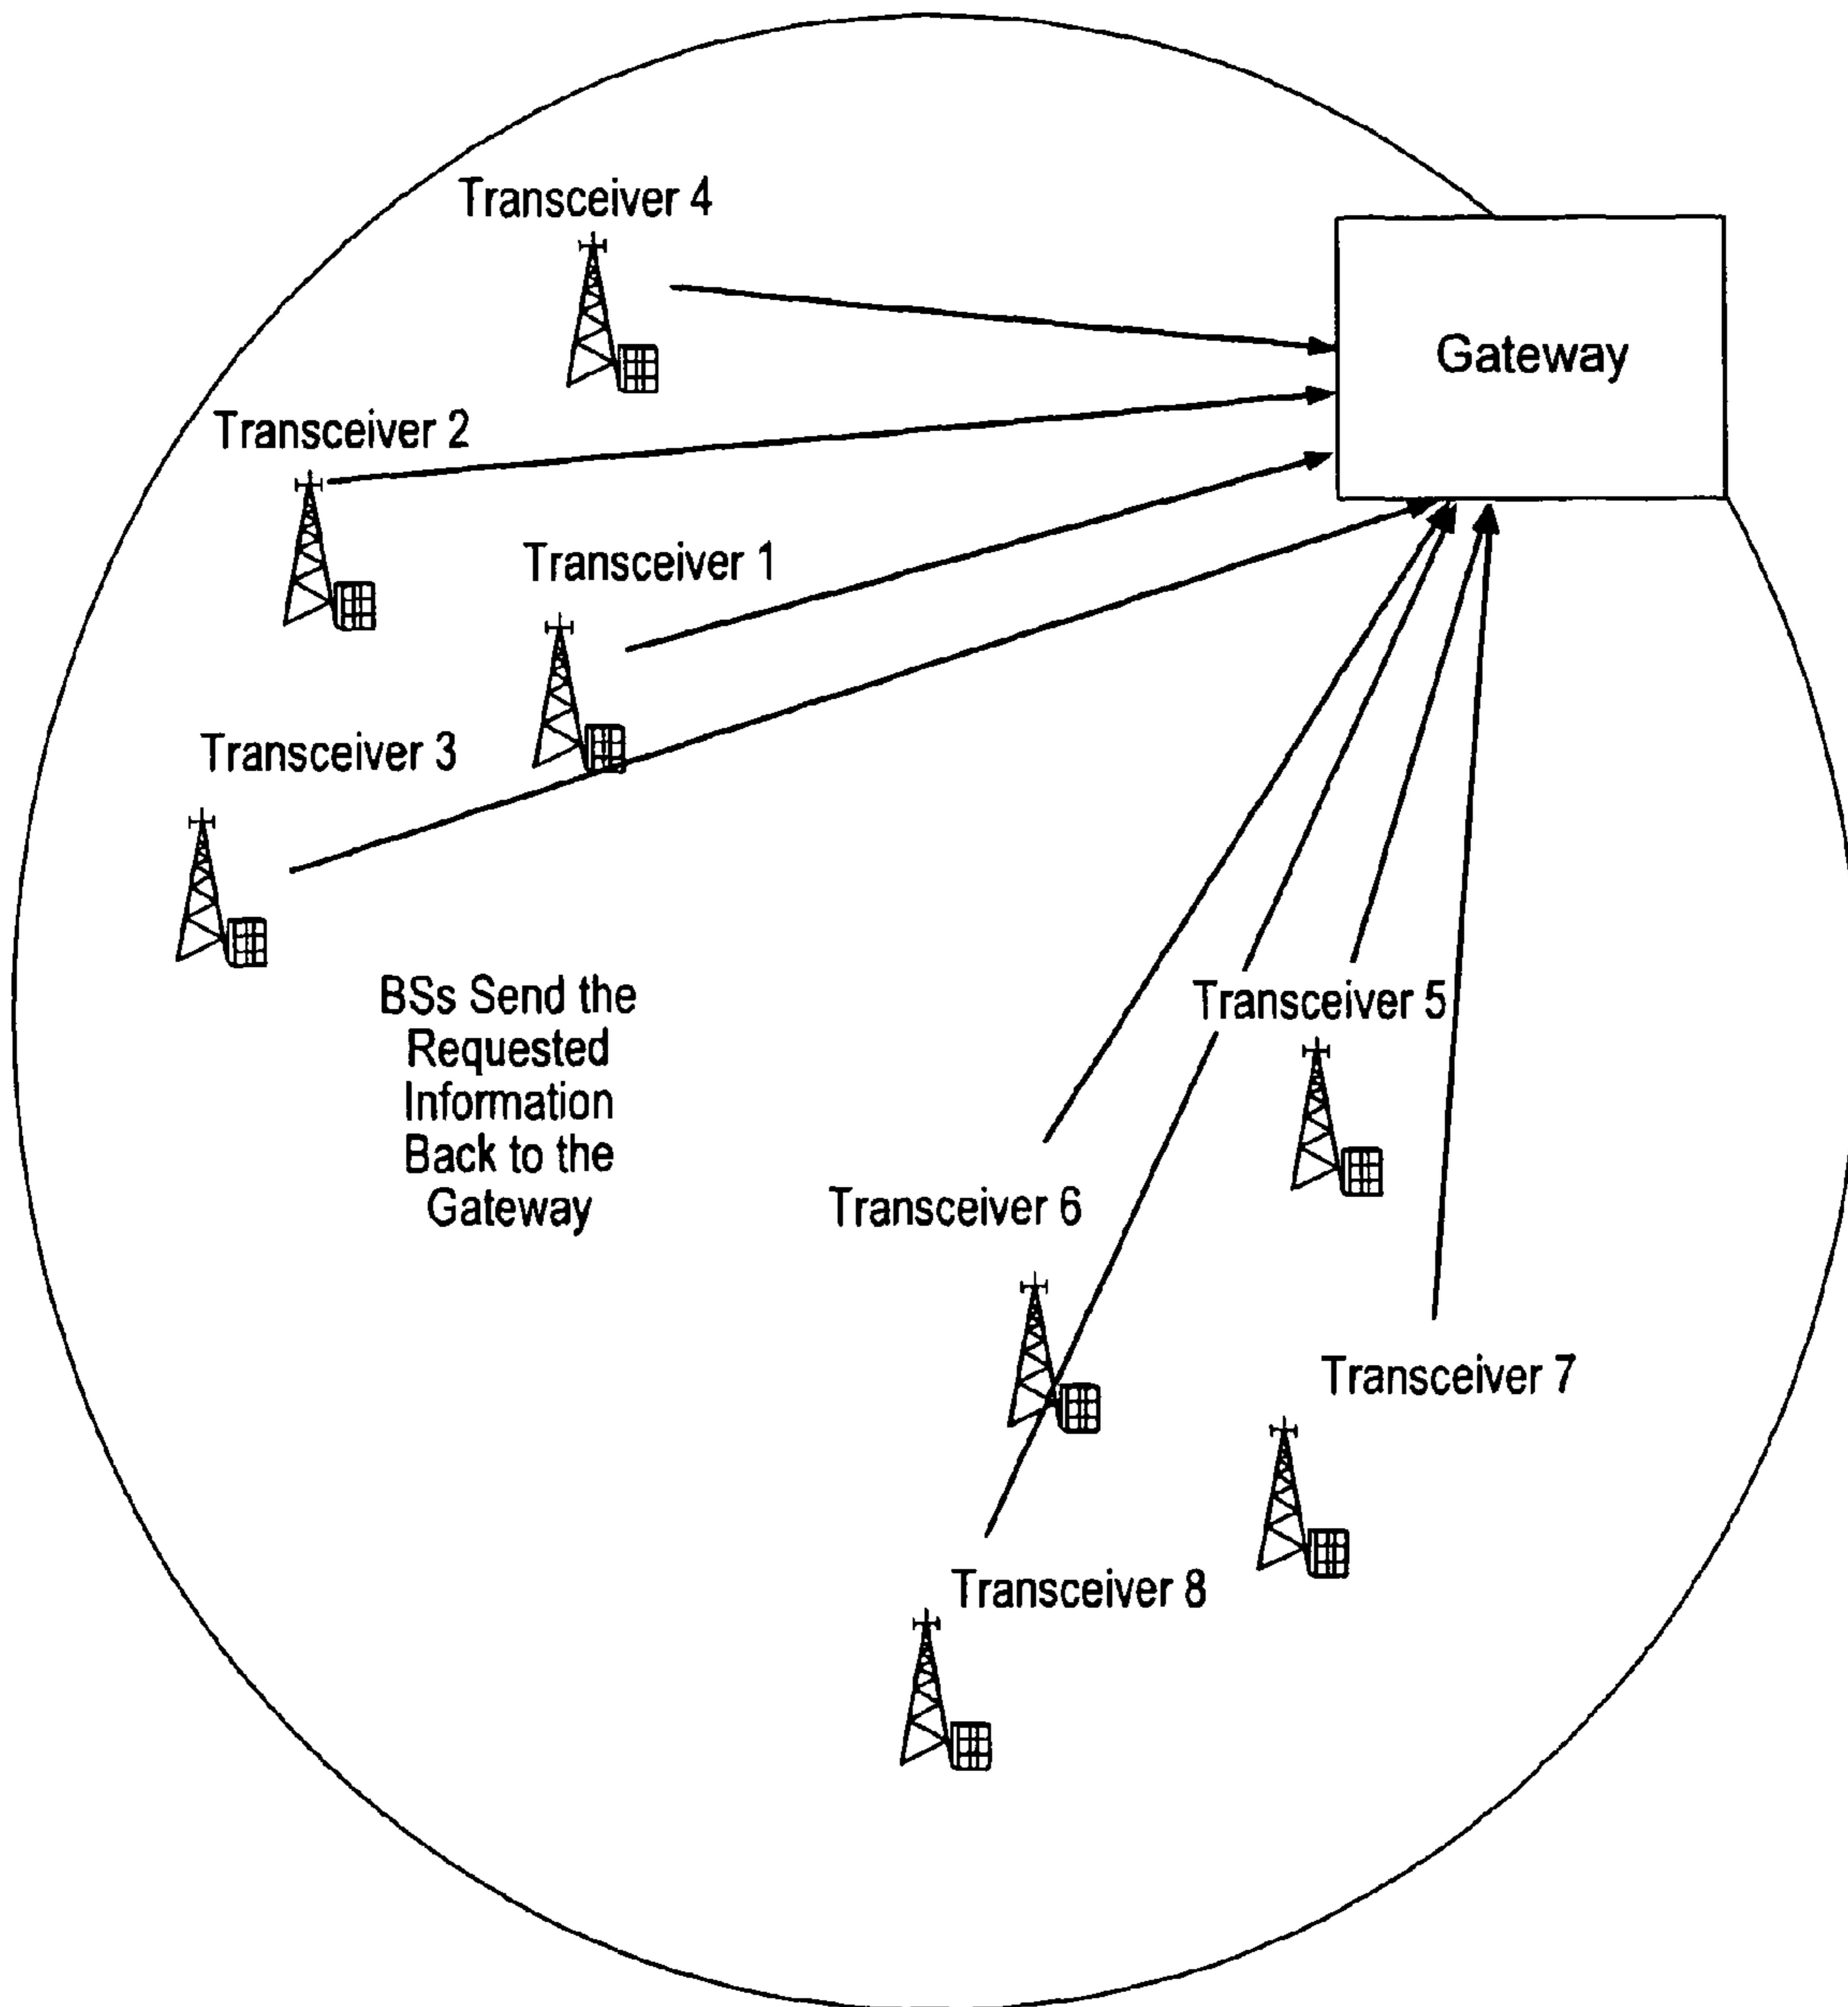 Transceiver 4
Gateway
Transceiver 2
Transceiver 1
Transceiver 3
BSs Send the
Requested
Information
Back to the
Gateway
Transceiver 5
Transceiver 6
Transceiver 7
Transceiver 8